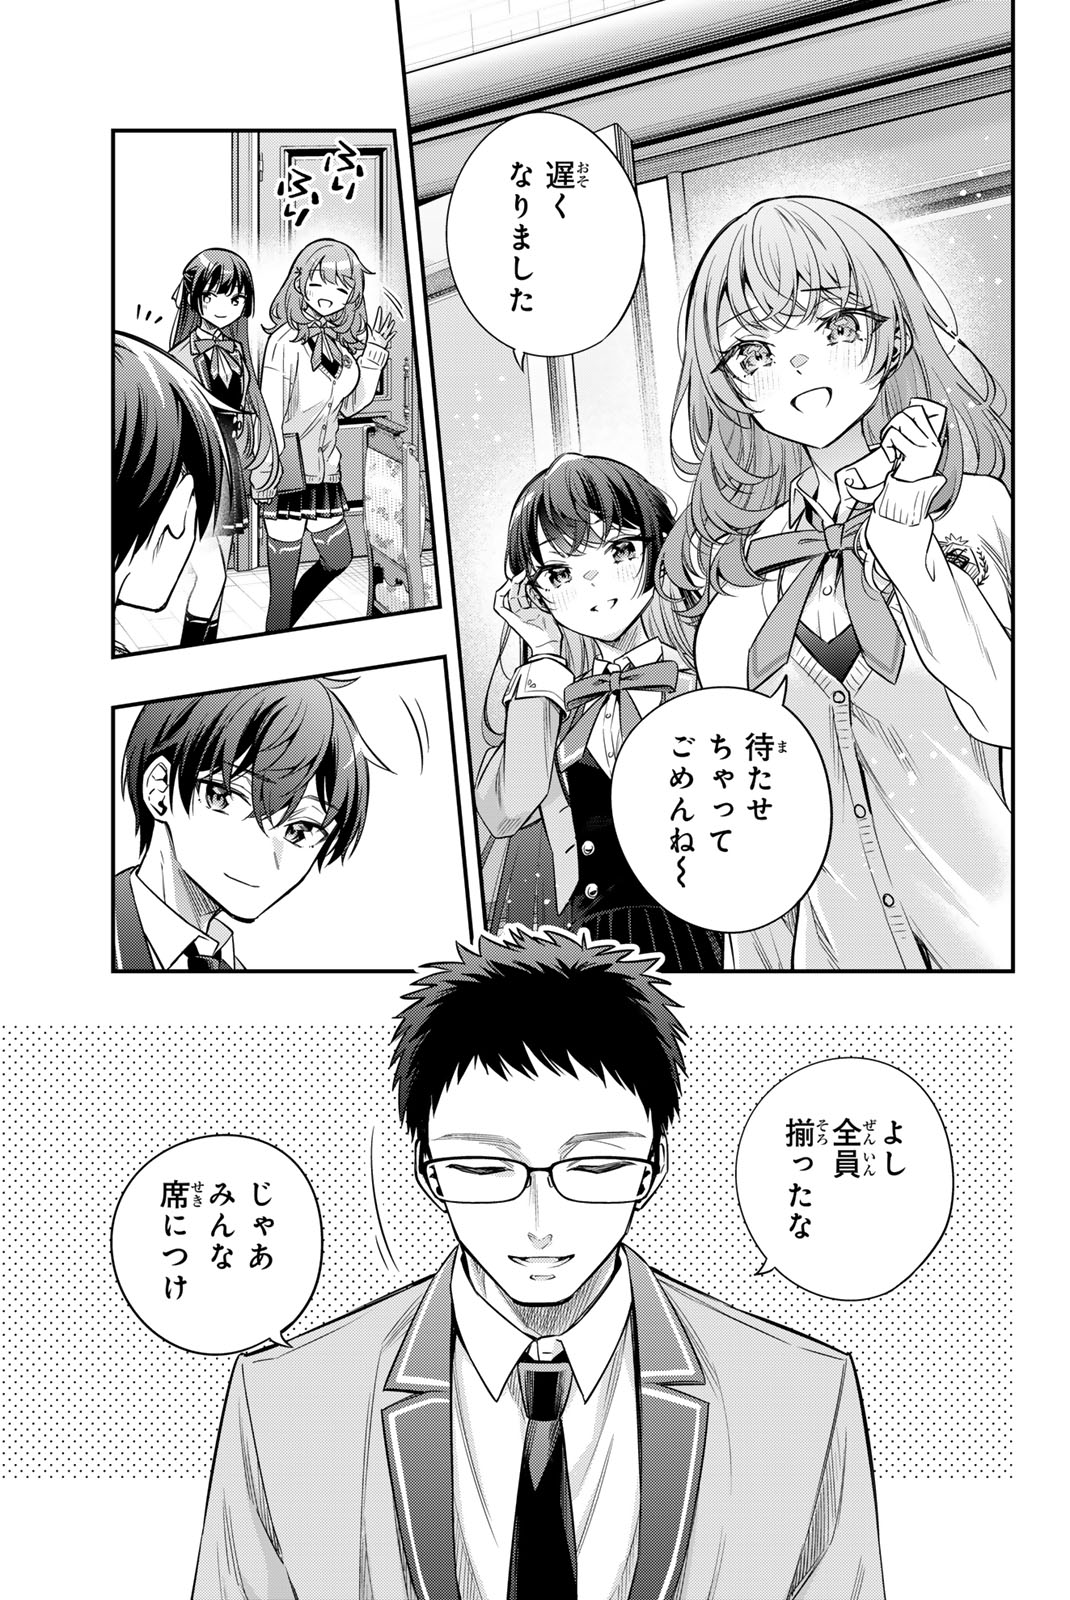 遅く
なりました
待たせ
ちゃって
ごめんね～
ふり
ふり
よし
全員
揃ったな
じゃあ
みんな
席につけ